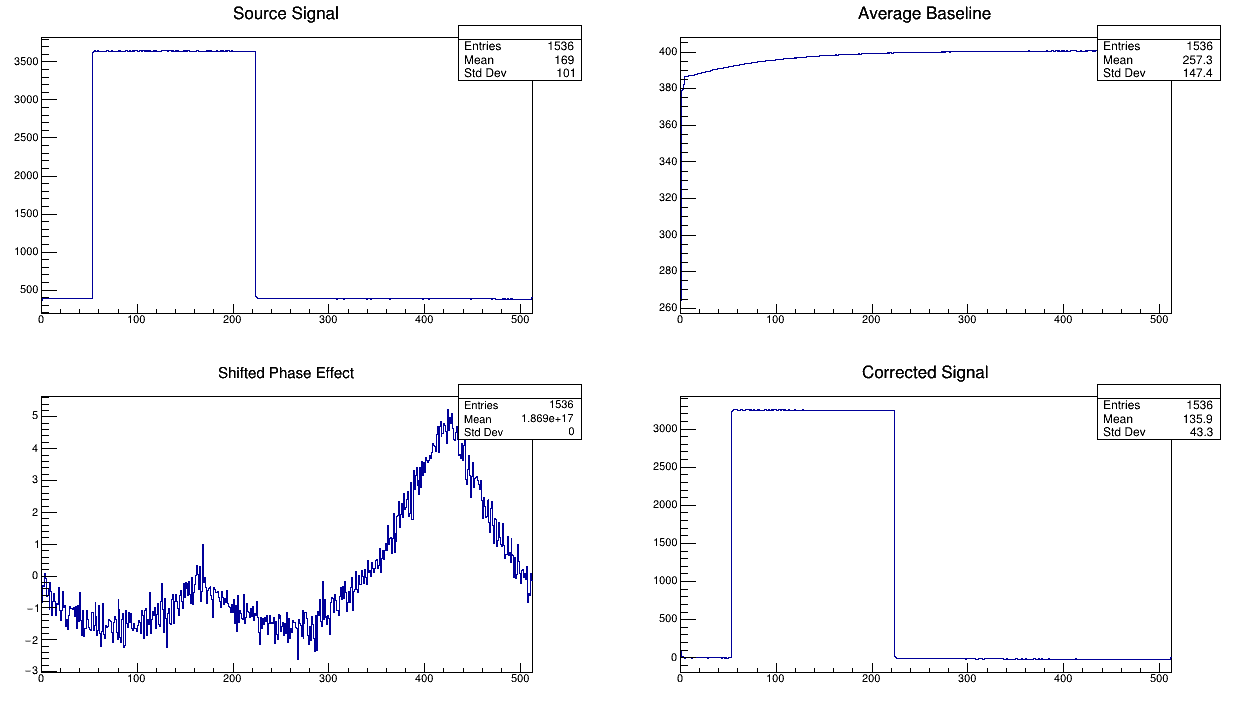 Source Signal
Entries 1536
Mean 169
Std Dev 101
3500
3000
2500
2000
1500
1000
500
0 100 200 300 400 500
Average Baseline
Entries 1536
Mean 257.3
Std Dev 147.4
400
380
360
340
320
300
280
260
0 100 200 300 400 500
Shifted Phase Effect
Entries 1536
Mean 1.869e+17
Std Dev 0
5
4
3
2
1
0
−1
−2
−3
0 100 200 300 400 500
Corrected Signal
Entries 1536
Mean 135.9
Std Dev 43.3
3000
2500
2000
1500
1000
500
0
0 100 200 300 400 500